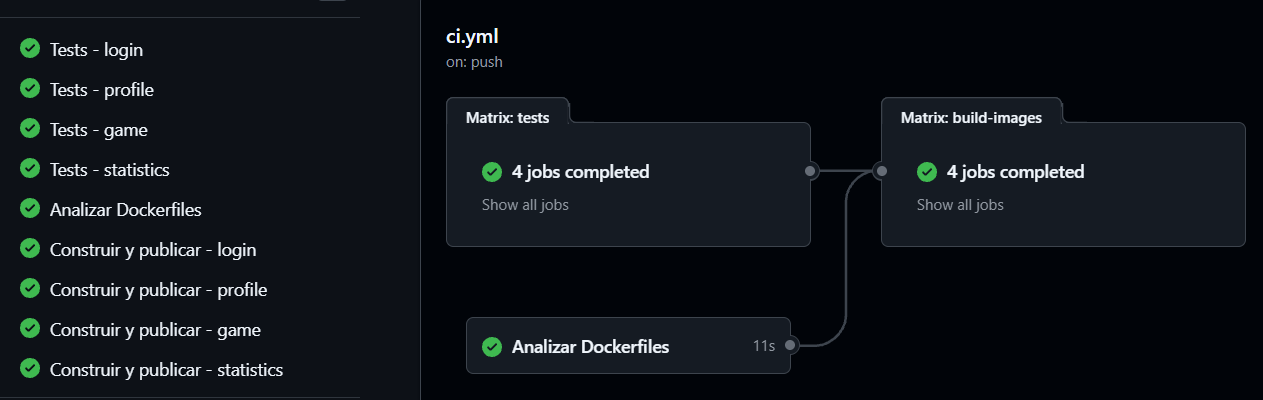 Tests - login
Tests - profile
Tests - game
Tests - statistics
Analizar Dockerfiles
Construir y publicar - login
Construir y publicar - profile
Construir y publicar - game
Construir y publicar - statistics
ci.yml
on: push
Matrix: tests
4 jobs completed
Show all jobs
Matrix: build-images
4 jobs completed
Show all jobs
Analizar Dockerfiles 11s